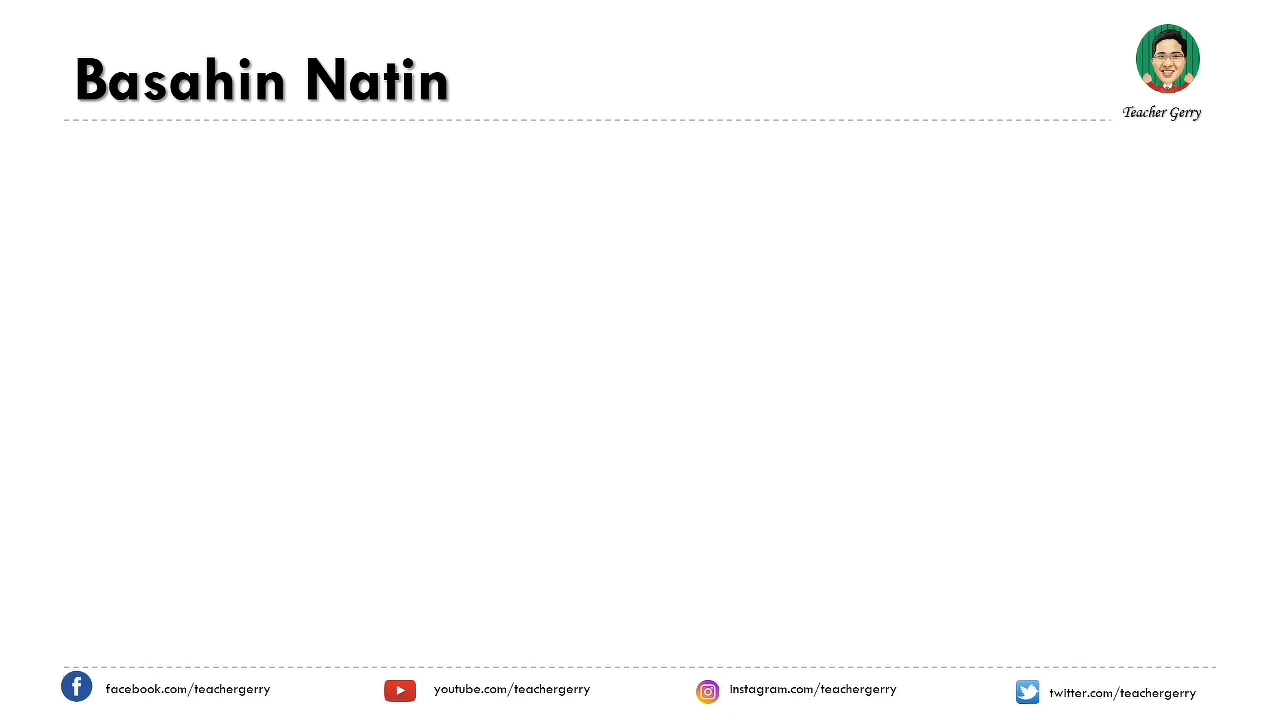 Basahin Natin
Teacher Gerry
facebook.com/teachergerry
youtube.com/teachergerry
instagram.com/teachergerry
twitter.com/teachergerry